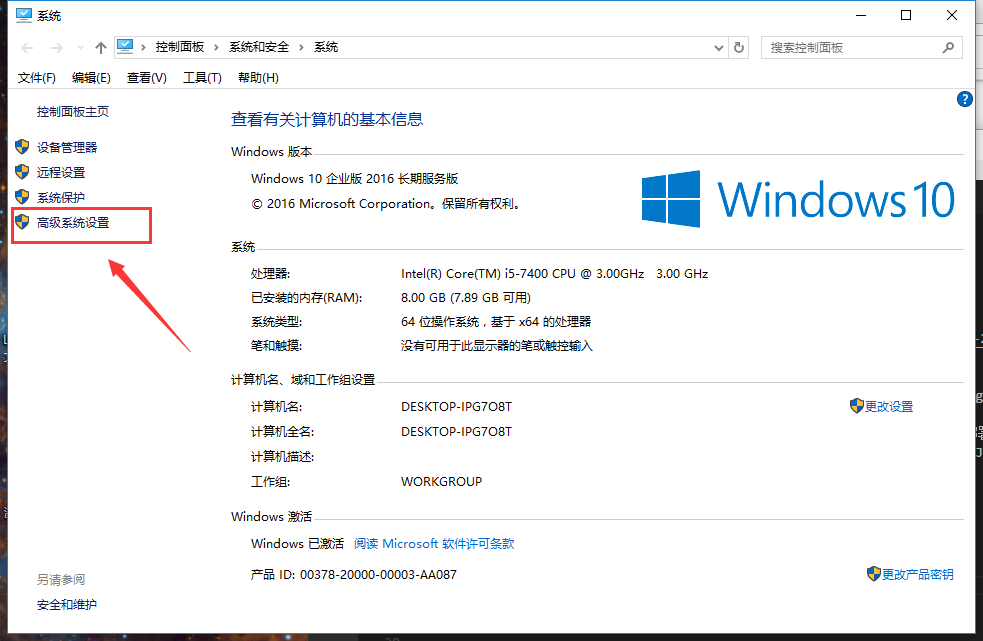 系统
控制面板 系统和安全 系统
搜索控制面板
文件(F) 编辑(E) 查看(V) 工具(T) 帮助(H)
控制面板主页
设备管理器
远程设置
系统保护
高级系统设置
另请参阅
安全和维护
查看有关计算机的基本信息
Windows 版本
Windows 10 企业版 2016 长期服务版
© 2016 Microsoft Corporation。保留所有权利。
Windows 10
系统
处理器: Intel(R) Core(TM) i5-7400 CPU @ 3.00GHz 3.00 GHz
已安装的内存(RAM): 8.00 GB (7.89 GB 可用)
系统类型: 64 位操作系统，基于 x64 的处理器
笔和触摸: 没有可用于此显示器的笔或触控输入
计算机名、域和工作组设置
计算机名: DESKTOP-IPG7O8T 更改设置
计算机全名: DESKTOP-IPG7O8T
计算机描述:
工作组: WORKGROUP
Windows 激活
Windows 已激活 阅读 Microsoft 软件许可条款
产品 ID: 00378-20000-00003-AA087 更改产品密钥